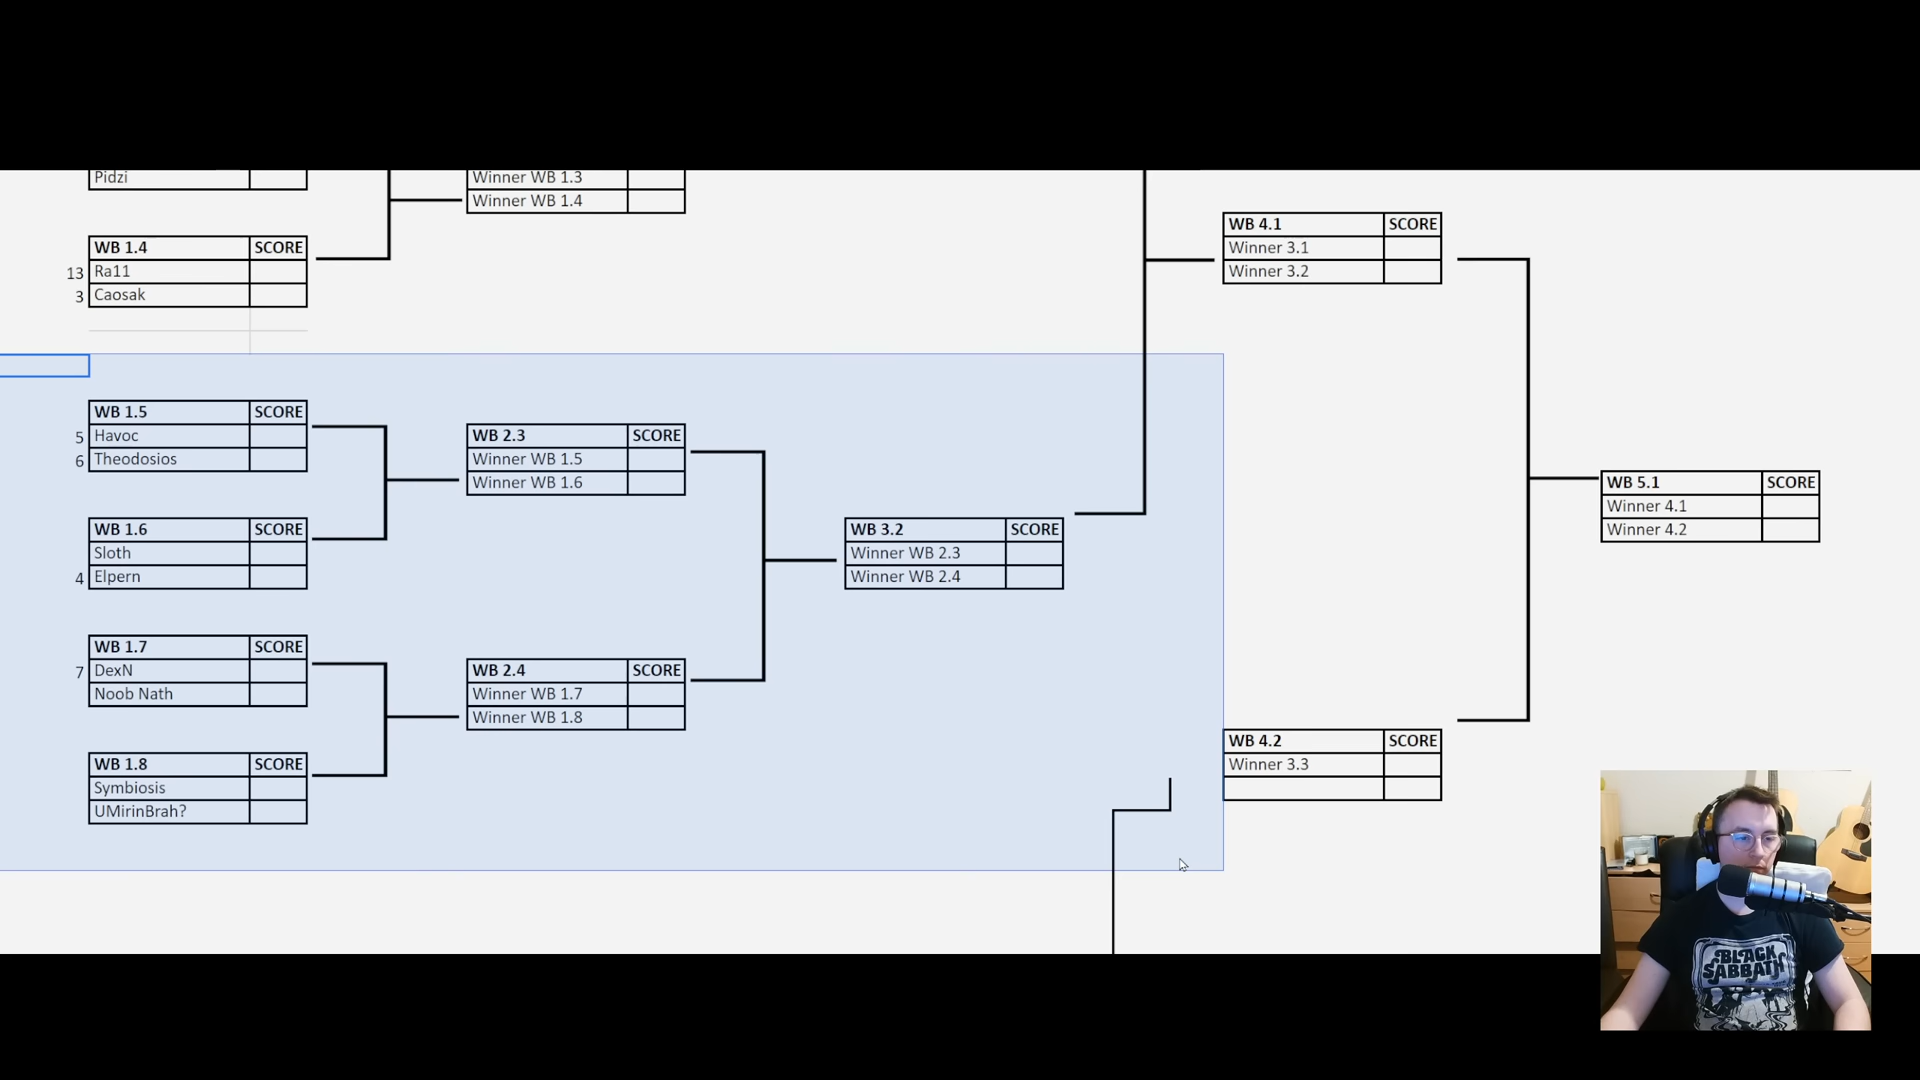 Pidzi
Winner WB 1.3
Winner WB 1.4
WB 1.4 SCORE
13 Ra11
3 Caosak
WB 4.1 SCORE
Winner 3.1
Winner 3.2
WB 1.5 SCORE
5 Havoc
6 Theodosios
WB 2.3 SCORE
Winner WB 1.5
Winner WB 1.6
WB 1.6 SCORE
Sloth
4 Elpern
WB 3.2 SCORE
Winner WB 2.3
Winner WB 2.4
WB 5.1 SCORE
Winner 4.1
Winner 4.2
WB 1.7 SCORE
7 DexN
Noob Nath
WB 2.4 SCORE
Winner WB 1.7
Winner WB 1.8
WB 1.8 SCORE
Symbiosis
UMirinBrah?
WB 4.2 SCORE
Winner 3.3
BLACK
SABBATH